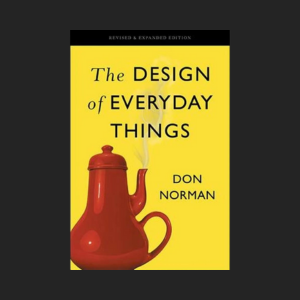 REVISED & EXPANDED EDITION
The DESIGN
of EVERYDAY
THINGS
DON
NORMAN